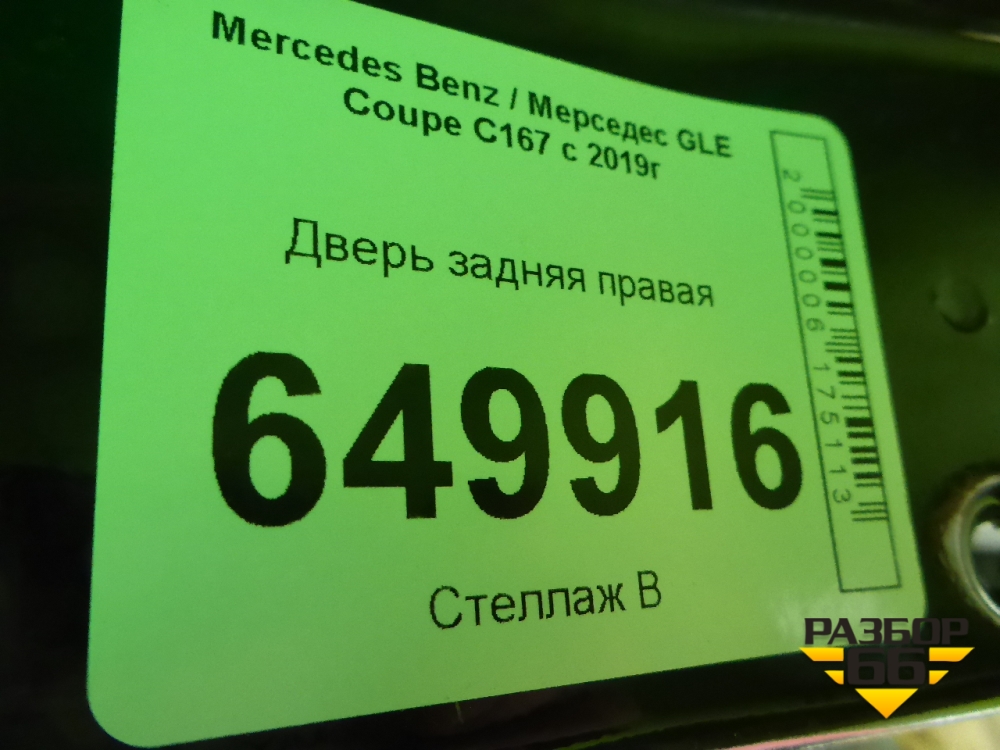 Mercedes Benz / Мерседес GLE
Coupe C167 с 2019г
Дверь задняя правая
649916
Стеллаж В
2000006175113
РАЗБОР
66